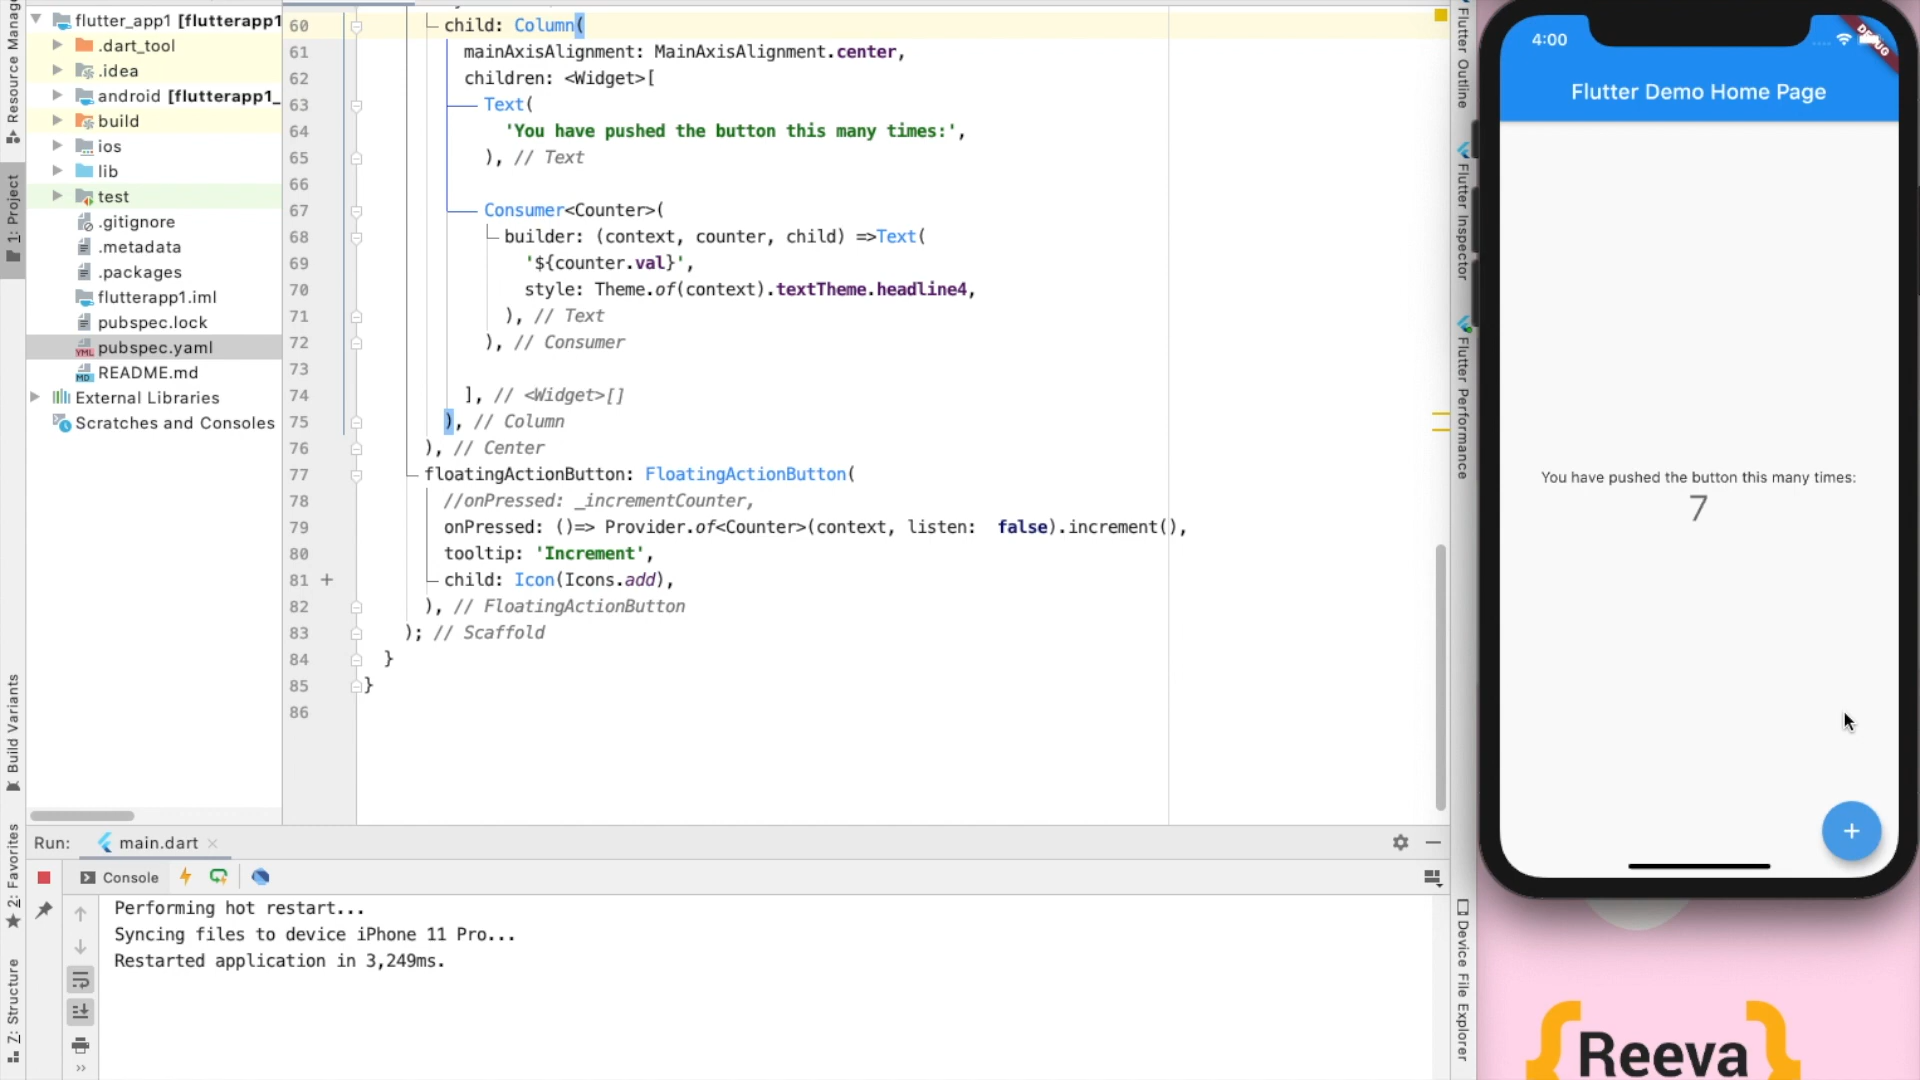 Resource Manag
1: Project
Build Variants
2: Favorites
7: Structure
flutter_app1 [flutterapp1
.dart_tool
.idea
android [flutterapp1_
build
ios
lib
test
.gitignore
.metadata
.packages
flutterapp1.iml
pubspec.lock
pubspec.yaml
README.md
External Libraries
Scratches and Consoles
60 child: Column(
61 mainAxisAlignment: MainAxisAlignment.center,
62 children: <Widget>[
63 Text(
64 'You have pushed the button this many times:',
65 ), // Text
66
67 Consumer<Counter>(
68 builder: (context, counter, child) =>Text(
69 '${counter.val}',
70 style: Theme.of(context).textTheme.headline4,
71 ), // Text
72 ), // Consumer
73
74 ], // <Widget>[]
75 ), // Column
76 ), // Center
77 floatingActionButton: FloatingActionButton(
78 //onPressed: _incrementCounter,
79 onPressed: ()=> Provider.of<Counter>(context, listen: false).increment(),
80 tooltip: 'Increment',
81 + child: Icon(Icons.add),
82 ), // FloatingActionButton
83 ); // Scaffold
84 }
85 }
86
Run: main.dart
Console
Performing hot restart...
Syncing files to device iPhone 11 Pro...
Restarted application in 3,249ms.
Flutter Outline
Flutter Inspector
Flutter Performance
Device File Explorer
4:00
DEBUG
Flutter Demo Home Page
You have pushed the button this many times:
7
+
{Reeva}